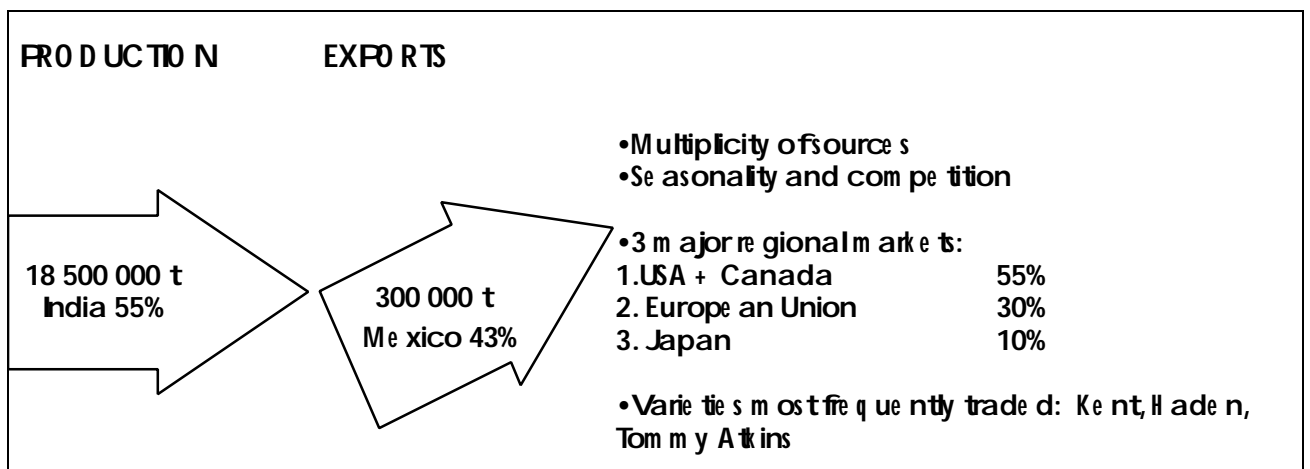 PRODUCTION EXPORTS
•Multiplicity of sources
•Seasonality and competition
•3 major regional markets:
1.USA + Canada 55%
2. European Union 30%
3. Japan 10%
•Varieties most frequently traded: Kent, Haden,
Tommy Atkins
18 500 000 t
India 55%
300 000 t
Mexico 43%